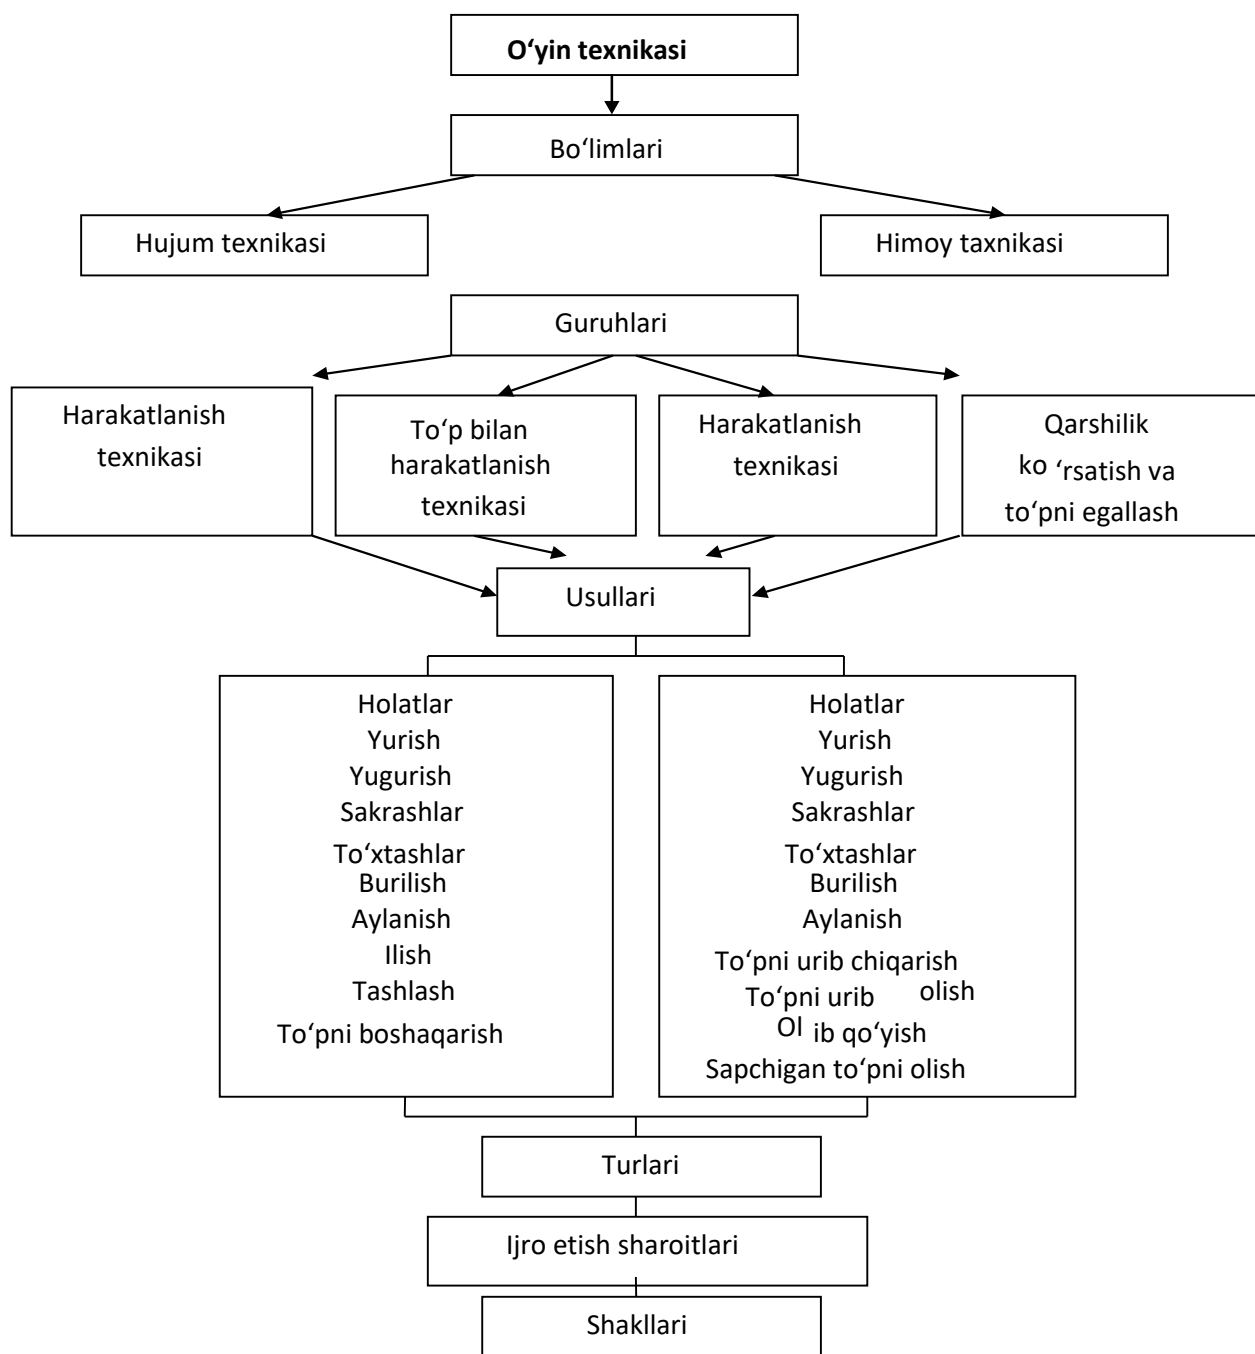 O‘yin texnikasi
Bo‘limlari
Hujum texnikasi
Himoy taxnikasi
Guruhlari
Harakatlanish
texnikasi
To‘p bilan
harakatlanish
texnikasi
Harakatlanish
texnikasi
Qarshilik
ko ‘rsatish va
to‘pni egallash
Usullari
Holatlar
Yurish
Yugurish
Sakrashlar
To‘xtashlar
Burilish
Aylanish
Ilish
Tashlash
To‘pni boshaqarish
Holatlar
Yurish
Yugurish
Sakrashlar
To‘xtashlar
Burilish
Aylanish
To‘pni urib chiqarish
To‘pni urib olish
Ol ib qo‘yish
Sapchigan to‘pni olish
Turlari
Ijro etish sharoitlari
Shakllari